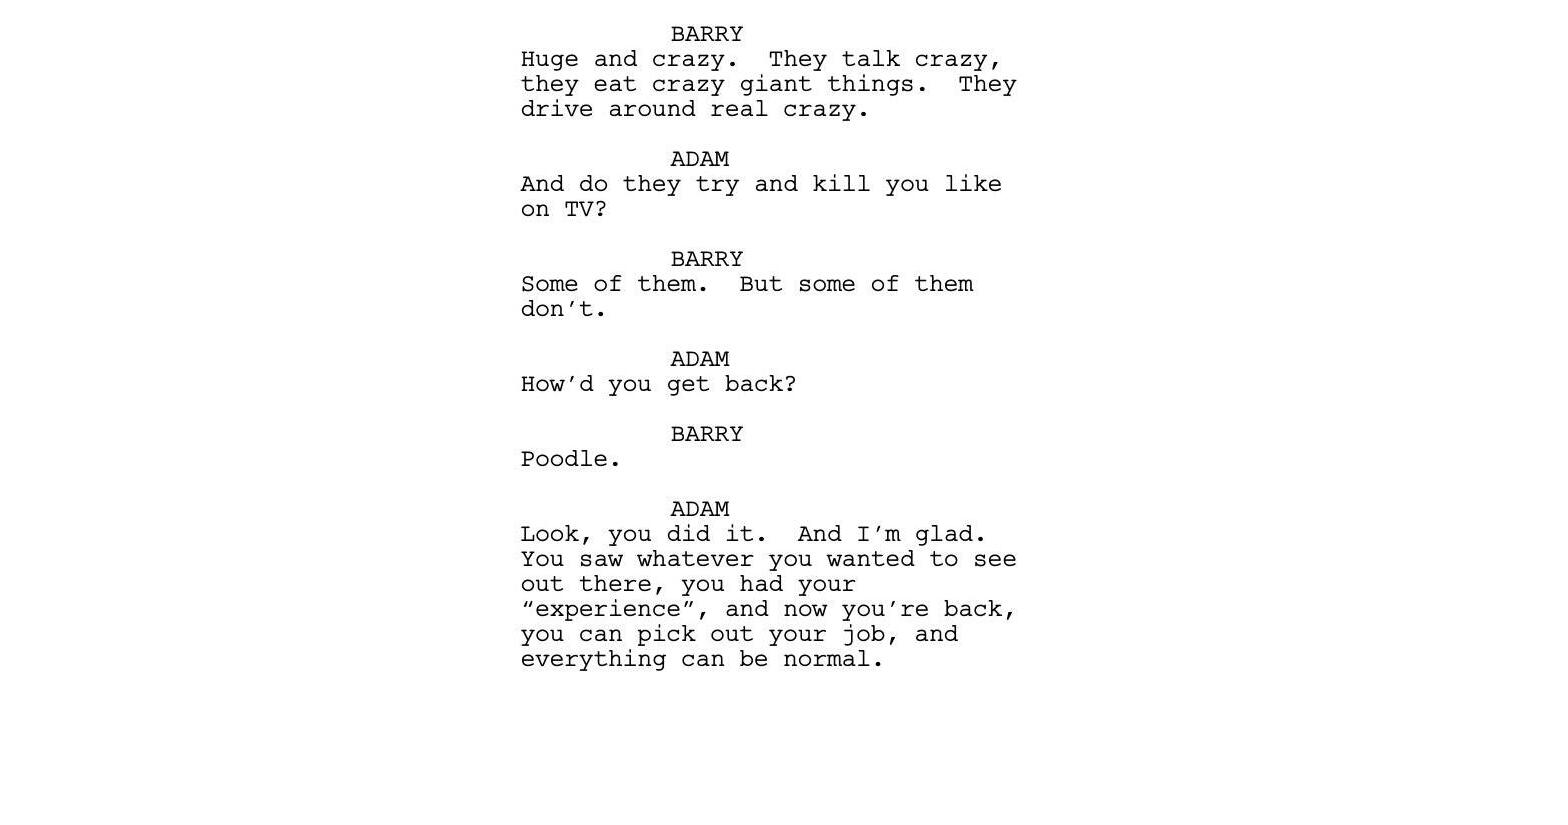 BARRY
Huge and crazy.  They talk crazy,
they eat crazy giant things.  They
drive around real crazy.
ADAM
And do they try and kill you like
on TV?
BARRY
Some of them.  But some of them
don’t.
ADAM
How’d you get back?
BARRY
Poodle.
ADAM
Look, you did it.  And I’m glad.
You saw whatever you wanted to see
out there, you had your
“experience”, and now you’re back,
you can pick out your job, and
everything can be normal.